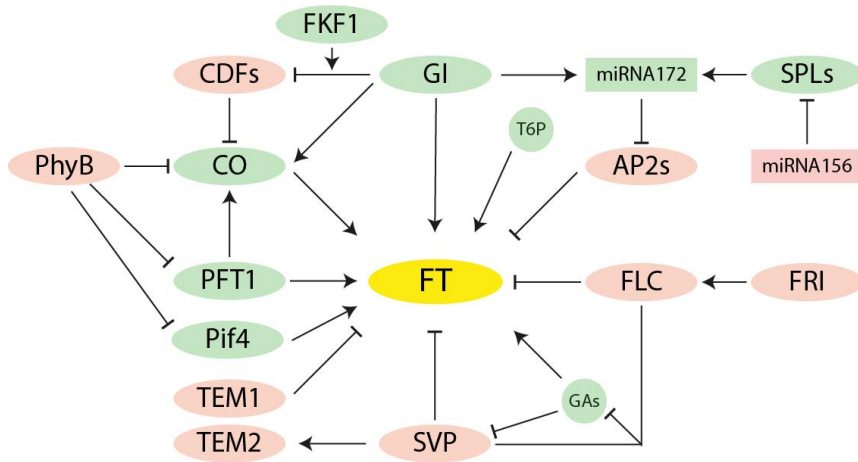 FKF1
CDFs
GI
miRNA172
SPLs
T6P
PhyB
CO
AP2s
miRNA156
PFT1
FT
FLC
FRI
Pif4
TEM1
GAs
TEM2
SVP